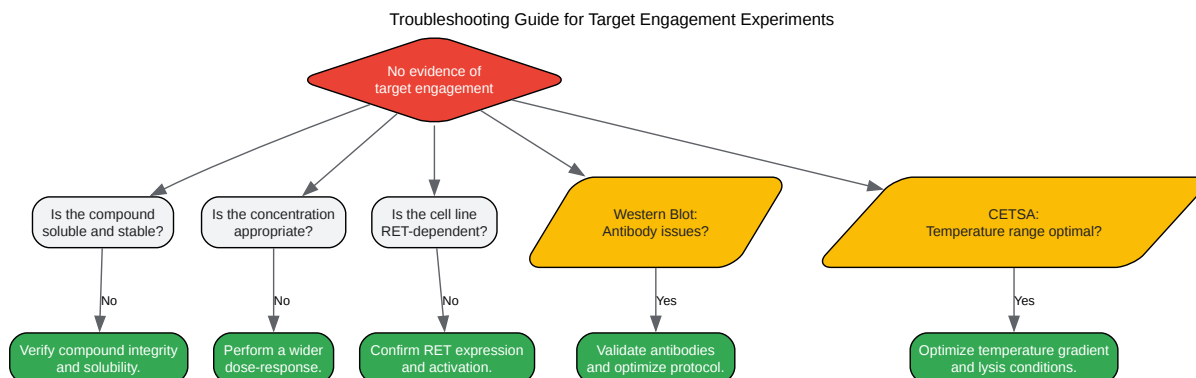 Troubleshooting Guide for Target Engagement Experiments
No evidence of
target engagement
Is the compound
soluble and stable?
Is the concentration
appropriate?
Is the cell line
RET-dependent?
Western Blot:
Antibody issues?
CETSA:
Temperature range optimal?
No
No
No
Yes
Yes
Verify compound integrity
and solubility.
Perform a wider
dose-response.
Confirm RET expression
and activation.
Validate antibodies
and optimize protocol.
Optimize temperature gradient
and lysis conditions.